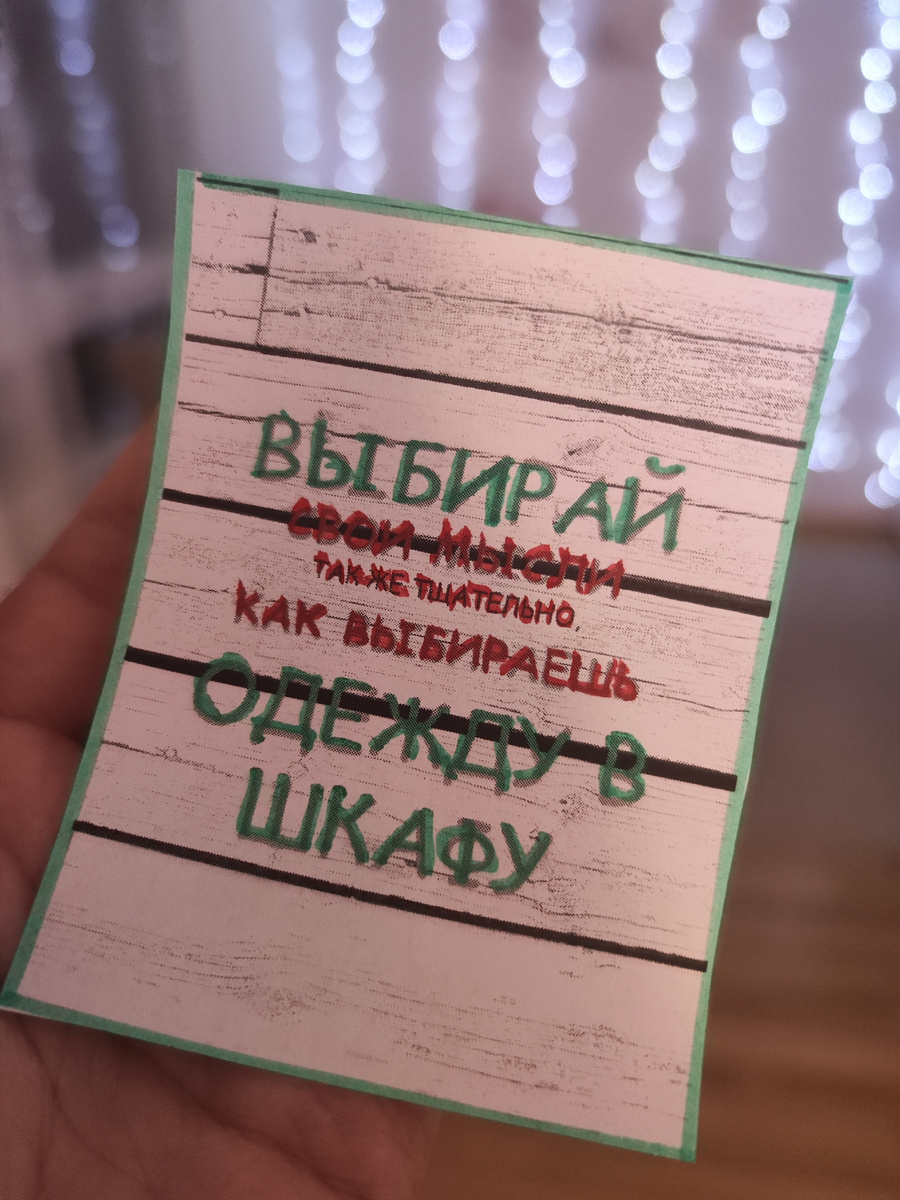 ВЫБИРАЙ
СВОИ МЫСЛИ
ТАК ЖЕ ТЩАТЕЛЬНО,
КАК ВЫБИРАЕШЬ
ОДЕЖДУ В
ШКАФУ